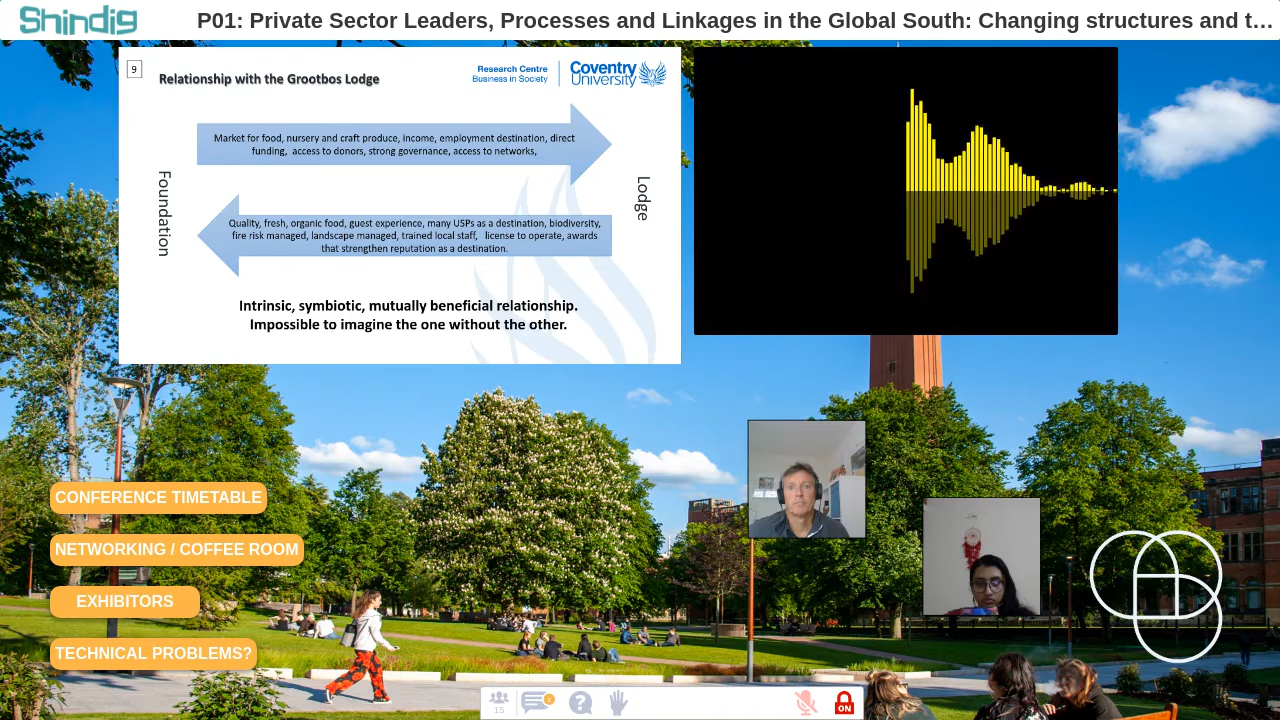 Shindig
P01: Private Sector Leaders, Processes and Linkages in the Global South: Changing structures and t…
9
Relationship with the Grootbos Lodge
Research Centre
Business in Society
Coventry
University
Market for food, nursery and craft produce, income, employment destination, direct
funding, access to donors, strong governance, access to networks,
Foundation
Lodge
Quality, fresh, organic food, guest experience, many USPs as a destination, biodiversity,
fire risk managed, landscape managed, trained local staff, license to operate, awards
that strengthen reputation as a destination.
Intrinsic, symbiotic, mutually beneficial relationship.
Impossible to imagine the one without the other.
CONFERENCE TIMETABLE
NETWORKING / COFFEE ROOM
EXHIBITORS
TECHNICAL PROBLEMS?
15
ON